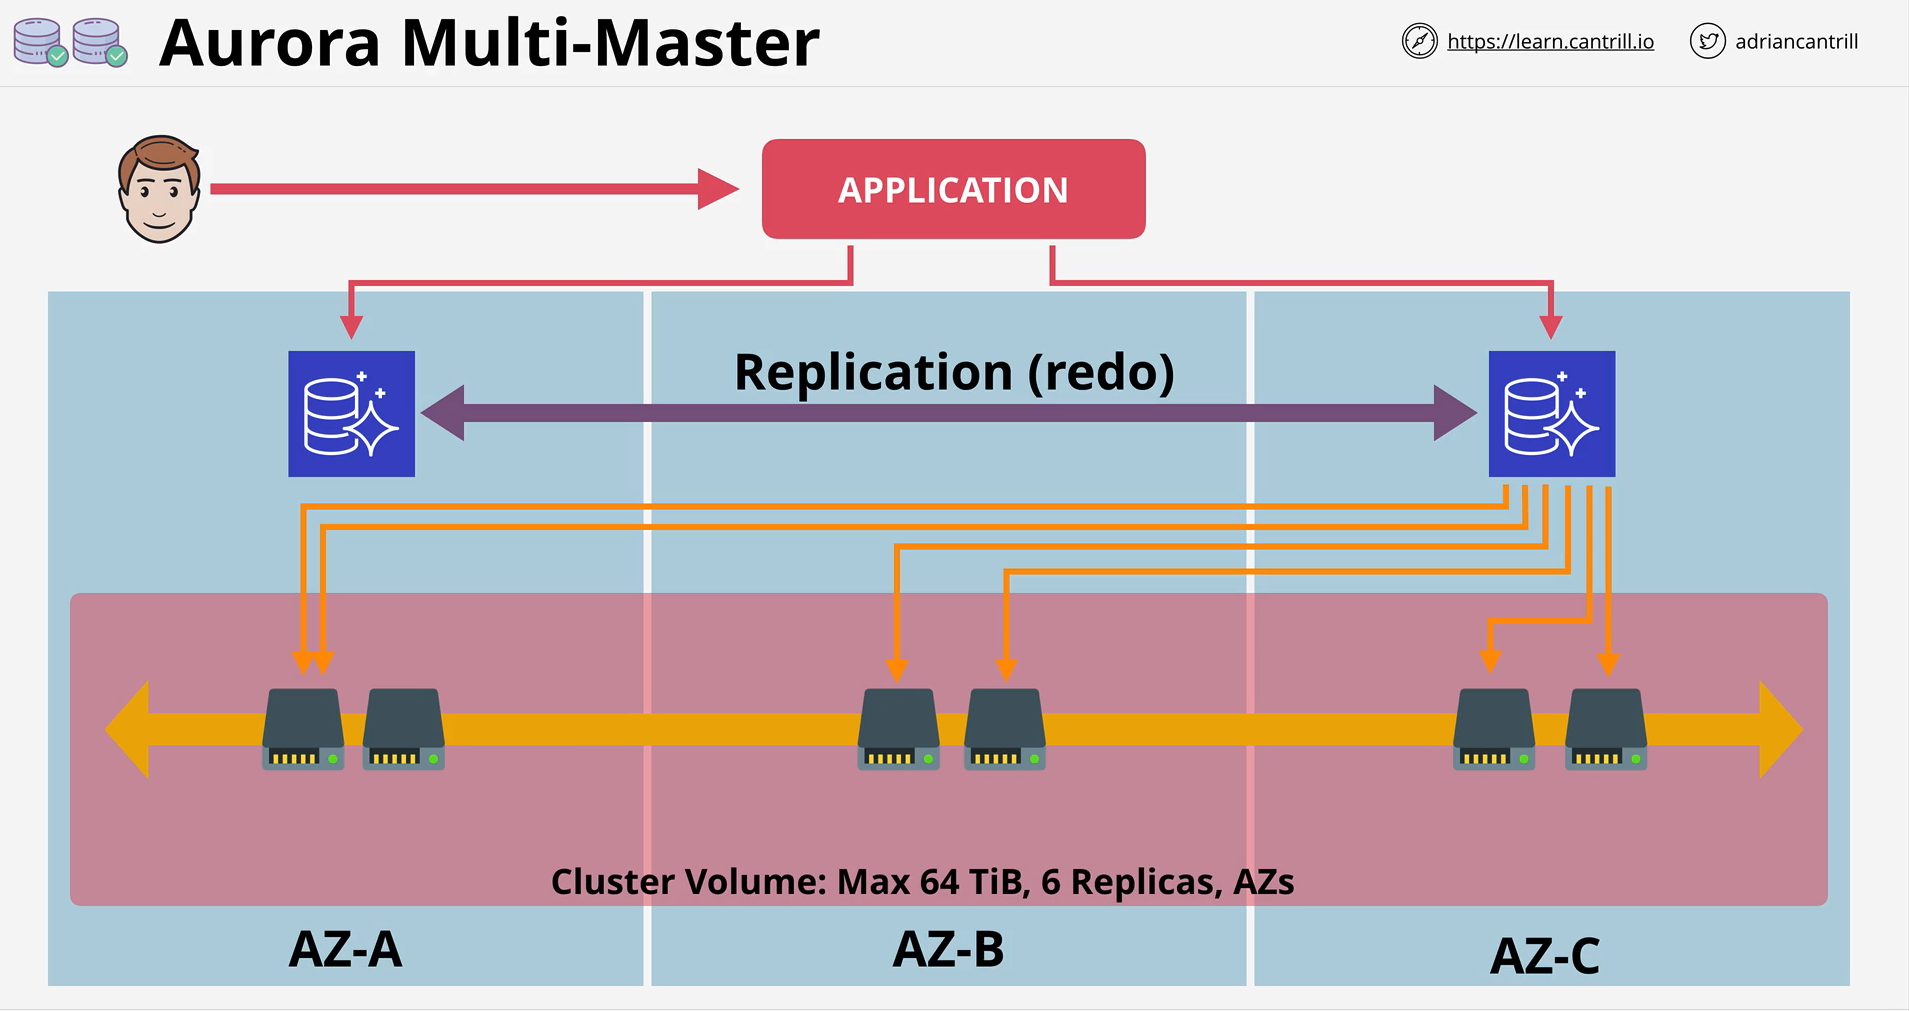 Aurora Multi-Master
https://learn.cantrill.io
adriancantrill
APPLICATION
Replication (redo)
Cluster Volume: Max 64 TiB, 6 Replicas, AZs
AZ-A
AZ-B
AZ-C